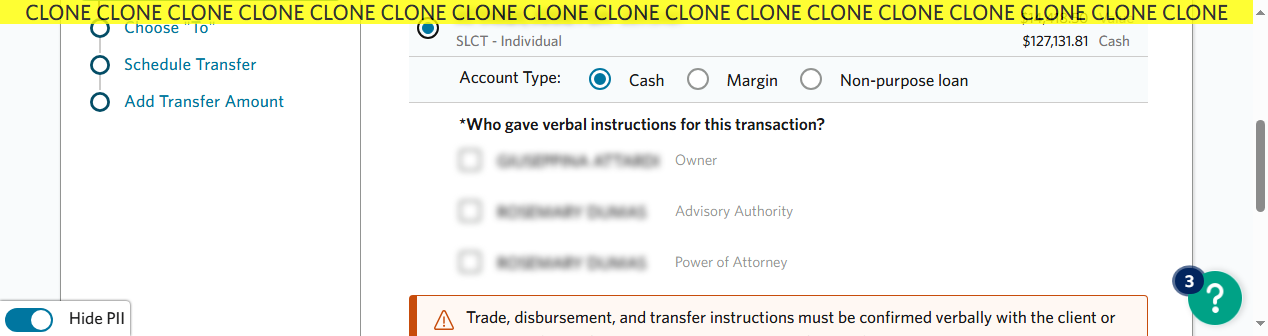 CLONE CLONE CLONE CLONE CLONE CLONE CLONE CLONE CLONE CLONE CLONE CLONE CLONE CLONE CLONE CLONE CLONE
Choose "To"
SLCT - Individual
$127,131.81 Cash
Schedule Transfer
Account Type: Cash Margin Non-purpose loan
Add Transfer Amount
*Who gave verbal instructions for this transaction?
Owner
Advisory Authority
Power of Attorney
3
?
Hide PII
Trade, disbursement, and transfer instructions must be confirmed verbally with the client or